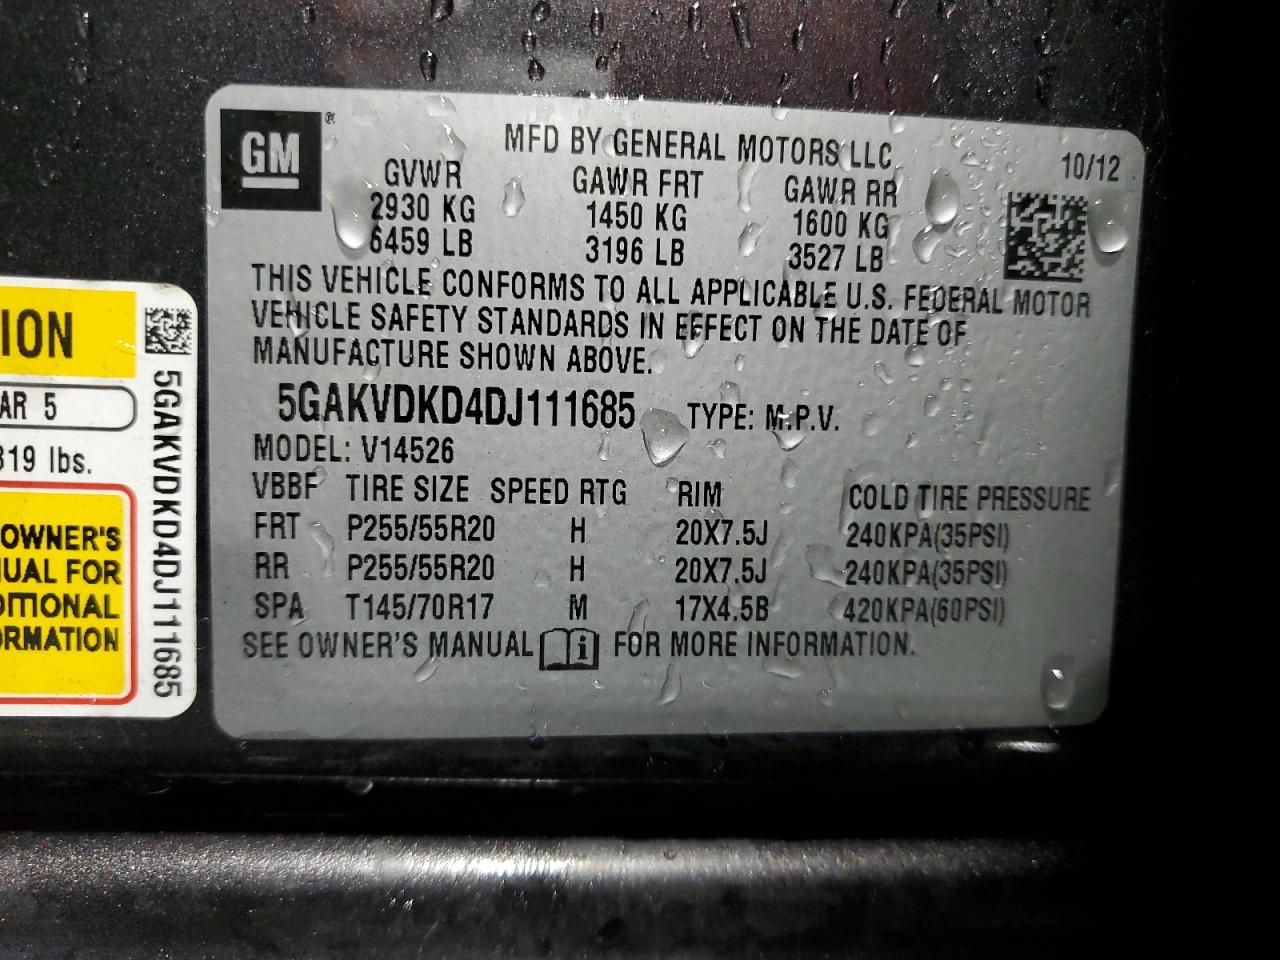 GM®
MFD BY GENERAL MOTORS LLC
10/12
GVWR GAWR FRT GAWR RR
2930 KG 1450 KG 1600 KG
6459 LB 3196 LB 3527 LB
THIS VEHICLE CONFORMS TO ALL APPLICABLE U.S. FEDERAL MOTOR
VEHICLE SAFETY STANDARDS IN EFFECT ON THE DATE OF
MANUFACTURE SHOWN ABOVE.
5GAKVDKD4DJ111685 TYPE: M.P.V.
MODEL: V14526
VBBF TIRE SIZE SPEED RTG RIM COLD TIRE PRESSURE
FRT P255/55R20 H 20X7.5J 240KPA(35PSI)
RR P255/55R20 H 20X7.5J 240KPA(35PSI)
SPA T145/70R17 M 17X4.5B 420KPA(60PSI)
SEE OWNER'S MANUAL i FOR MORE INFORMATION.
ION
AR 5
319 lbs.
OWNER'S
UAL FOR
DITIONAL
ORMATION
5GAKVDKD4DJ111685